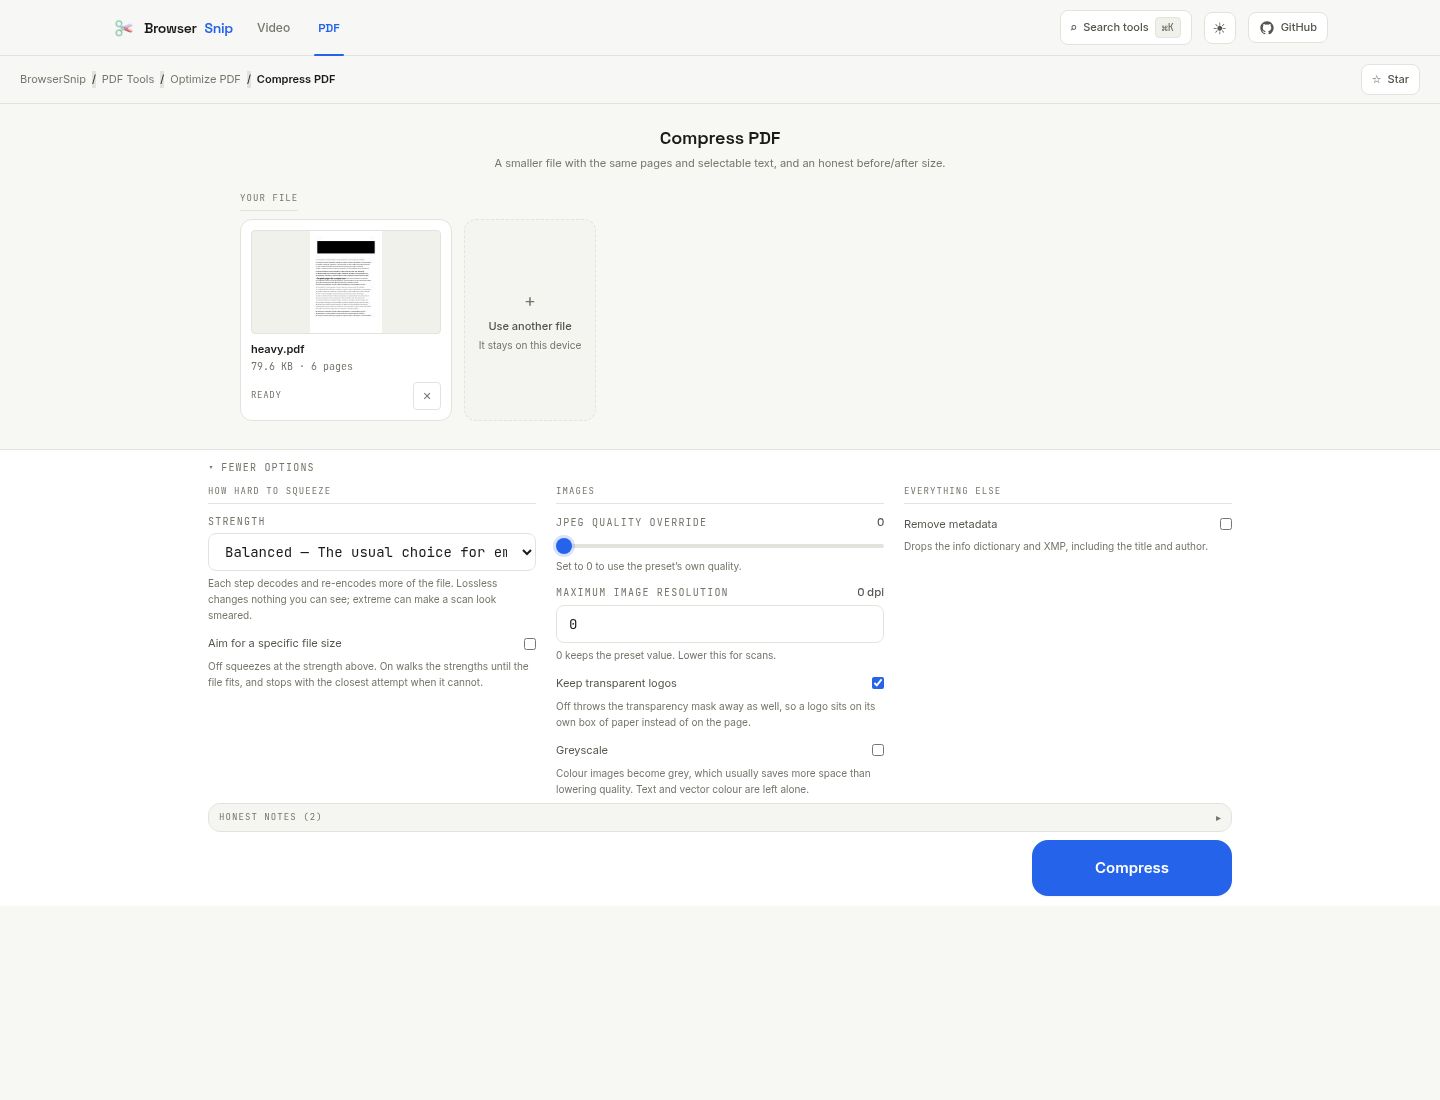 Browser Snip
Video
PDF
⌕ Search tools ⌘K
☀
GitHub
BrowserSnip / PDF Tools / Optimize PDF / Compress PDF
☆ Star
Compress PDF
A smaller file with the same pages and selectable text, and an honest before/after size.
YOUR FILE
heavy.pdf
79.6 KB · 6 pages
READY
×
+
Use another file
It stays on this device
▾ FEWER OPTIONS
HOW HARD TO SQUEEZE
STRENGTH
Balanced — The usual choice for em
Each step decodes and re-encodes more of the file. Lossless
changes nothing you can see; extreme can make a scan look
smeared.
Aim for a specific file size
Off squeezes at the strength above. On walks the strengths until the
file fits, and stops with the closest attempt when it cannot.
IMAGES
JPEG QUALITY OVERRIDE 0
Set to 0 to use the preset's own quality.
MAXIMUM IMAGE RESOLUTION 0 dpi
0
0 keeps the preset value. Lower this for scans.
Keep transparent logos
Off throws the transparency mask away as well, so a logo sits on its
own box of paper instead of on the page.
Greyscale
Colour images become grey, which usually saves more space than
lowering quality. Text and vector colour are left alone.
EVERYTHING ELSE
Remove metadata
Drops the info dictionary and XMP, including the title and author.
HONEST NOTES (2) ▸
Compress